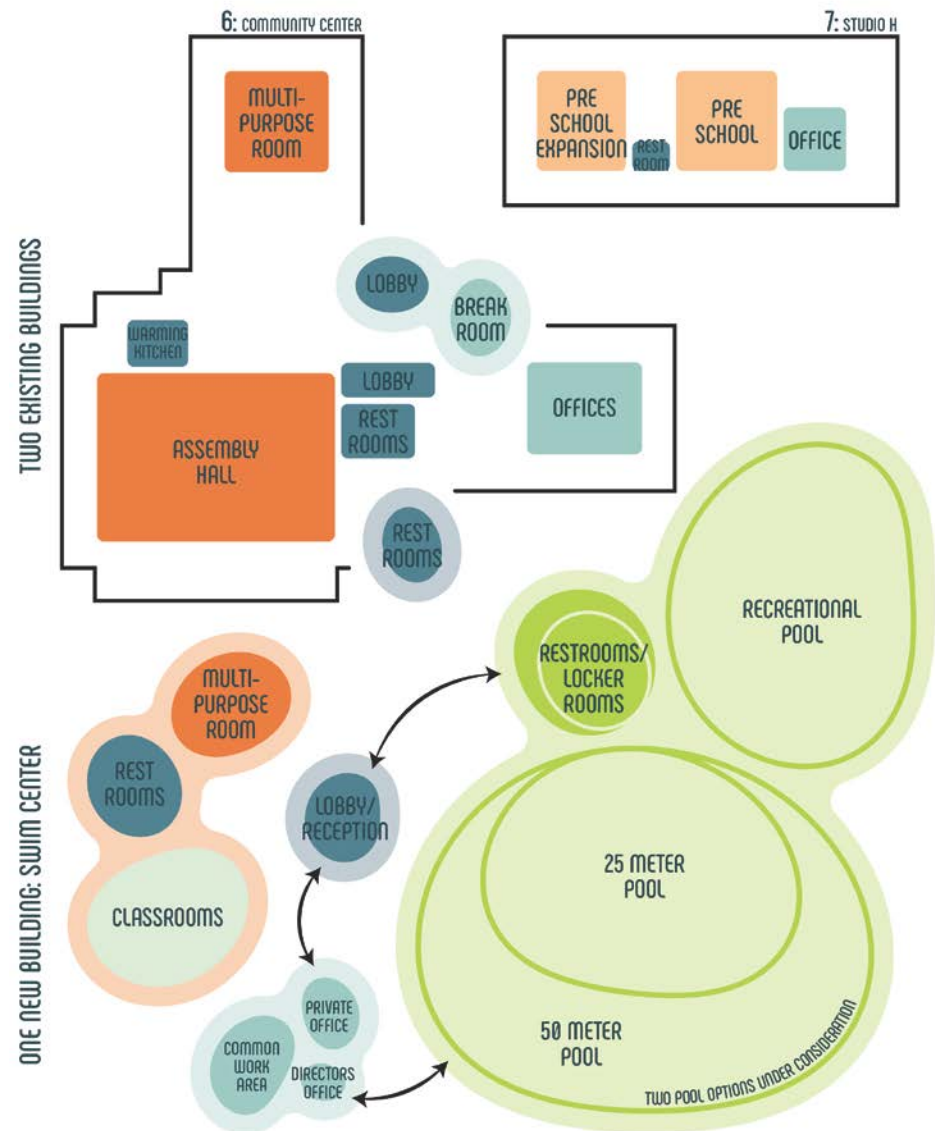 6: COMMUNITY CENTER
7: STUDIO H
TWO EXISTING BUILDINGS
MULTI-
PURPOSE
ROOM
PRE
SCHOOL
EXPANSION
REST
ROOM
PRE
SCHOOL
OFFICE
LOBBY
BREAK
ROOM
WARMING
KITCHEN
LOBBY
REST
ROOMS
OFFICES
ASSEMBLY
HALL
REST
ROOMS
ONE NEW BUILDING: SWIM CENTER
MULTI-
PURPOSE
ROOM
REST
ROOMS
CLASSROOMS
LOBBY/
RECEPTION
RESTROOMS/
LOCKER
ROOMS
RECREATIONAL
POOL
25 METER
POOL
50 METER
POOL
TWO POOL OPTIONS UNDER CONSIDERATION
PRIVATE
OFFICE
COMMON
WORK
AREA
DIRECTORS
OFFICE